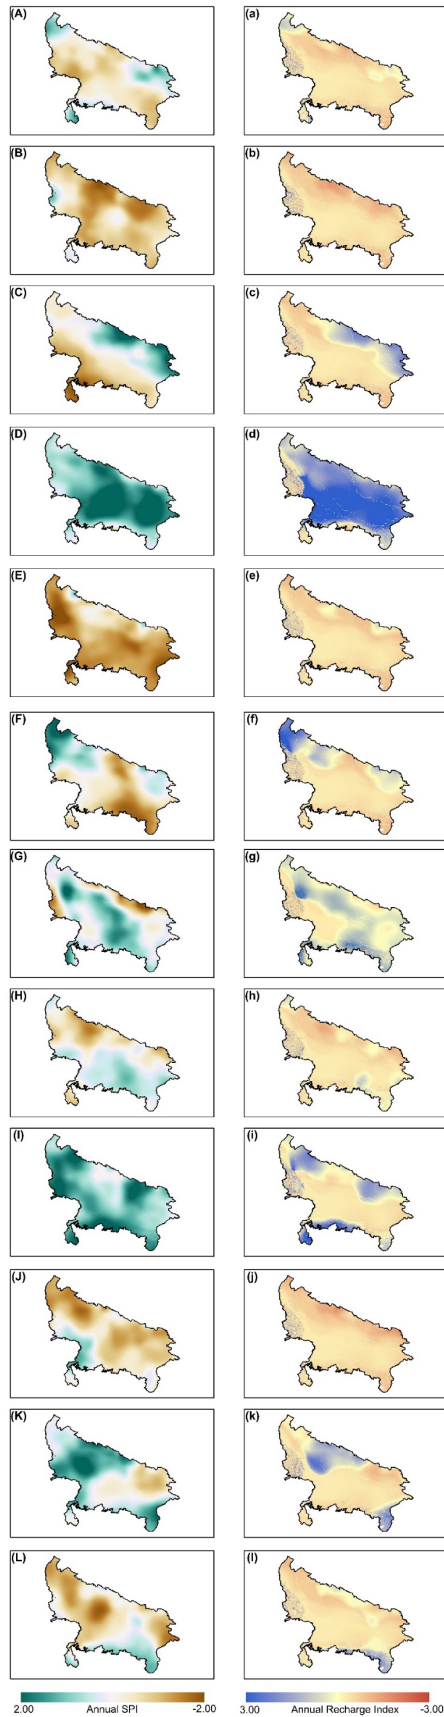 (A) (a)
(B) (b)
(C) (c)
(D) (d)
(E) (e)
(F) (f)
(G) (g)
(H) (h)
(I) (i)
(J) (j)
(K) (k)
(L) (l)
2.00 Annual SPI -2.00 3.00 Annual Recharge Index -3.00